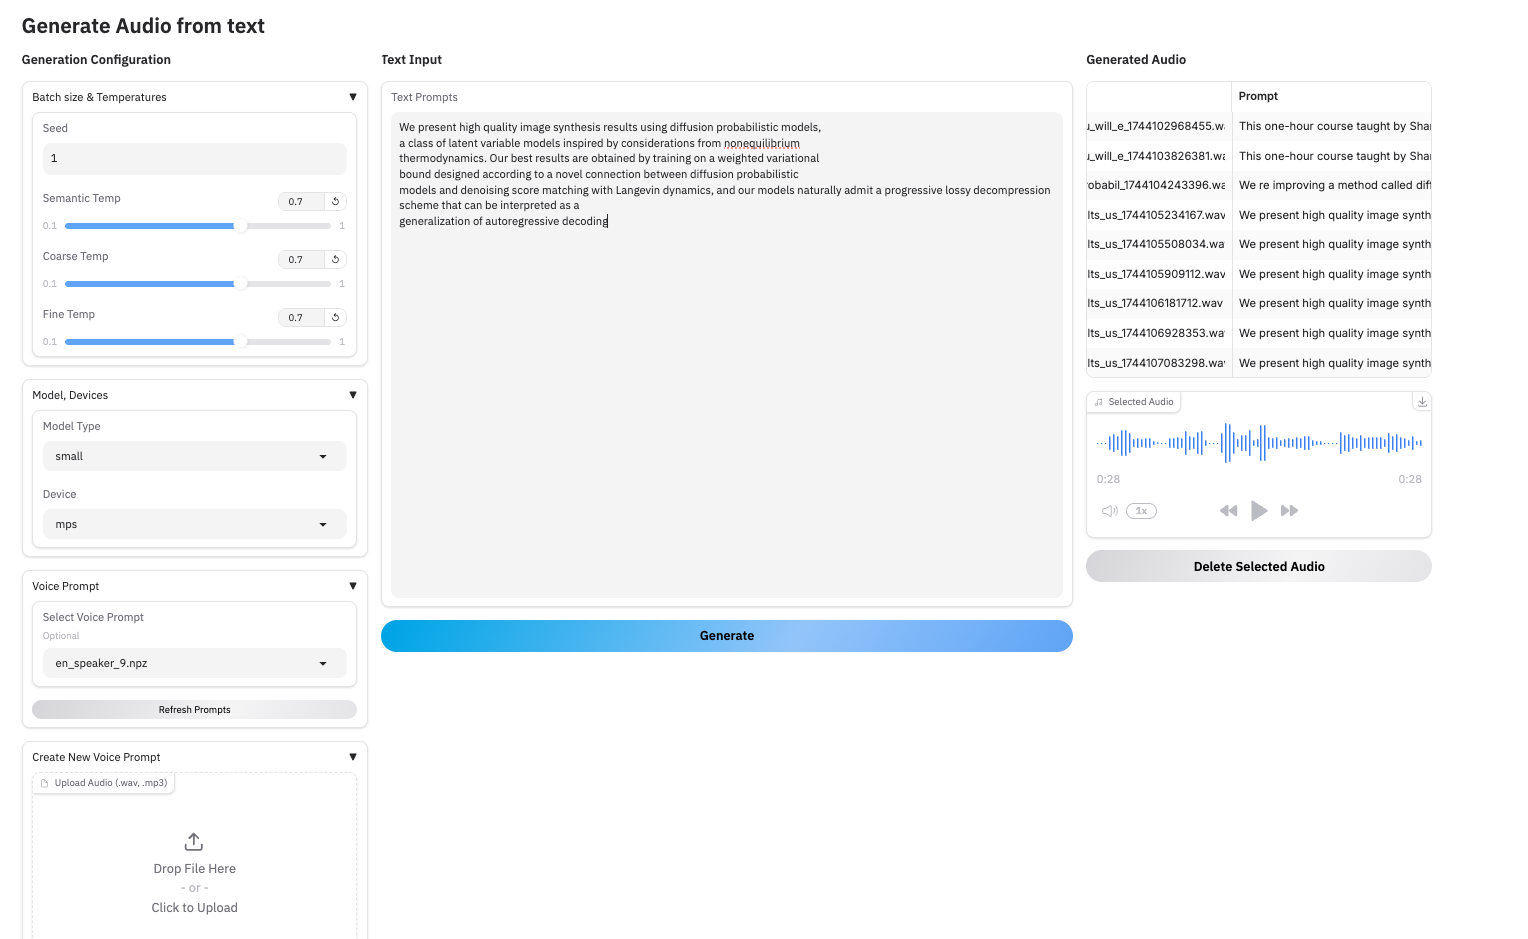 Generate Audio from text
Generation Configuration
Batch size & Temperatures
Seed
1
Semantic Temp
0.7
0.1
1
Coarse Temp
0.7
0.1
1
Fine Temp
0.7
0.1
1
Model, Devices
Model Type
small
Device
mps
Voice Prompt
Select Voice Prompt
Optional
en_speaker_9.npz
Refresh Prompts
Create New Voice Prompt
Upload Audio (.wav, .mp3)
Drop File Here
- or -
Click to Upload
Text Input
Text Prompts
We present high quality image synthesis results using diffusion probabilistic models,
a class of latent variable models inspired by considerations from nonequilibrium
thermodynamics. Our best results are obtained by training on a weighted variational
bound designed according to a novel connection between diffusion probabilistic
models and denoising score matching with Langevin dynamics, and our models naturally admit a progressive lossy decompression
scheme that can be interpreted as a
generalization of autoregressive decoding
Generate
Generated Audio
Prompt
u_will_e_1744102968455.wa This one-hour course taught by Shar
u_will_e_1744103826381.wa This one-hour course taught by Shar
robabil_1744104243396.wa We re improving a method called diff
lts_us_1744105234167.wav We present high quality image synth
lts_us_1744105508034.wa We present high quality image synth
lts_us_1744105909112.wav We present high quality image synth
lts_us_1744106181712.wav We present high quality image synth
lts_us_1744106928353.wa We present high quality image synth
lts_us_1744107083298.wa We present high quality image synth
Selected Audio
0:28
0:28
1x
Delete Selected Audio